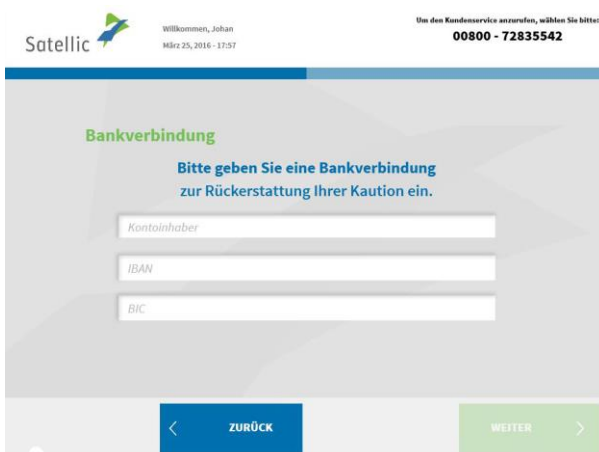 Satellic
Willkommen, Johan
März 25, 2016 - 17:57
Um den Kundenservice anzurufen, wählen Sie bitte:
00800 - 72835542
Bankverbindung
Bitte geben Sie eine Bankverbindung
zur Rückerstattung Ihrer Kaution ein.
Kontoinhaber
IBAN
BIC
ZURÜCK
WEITER